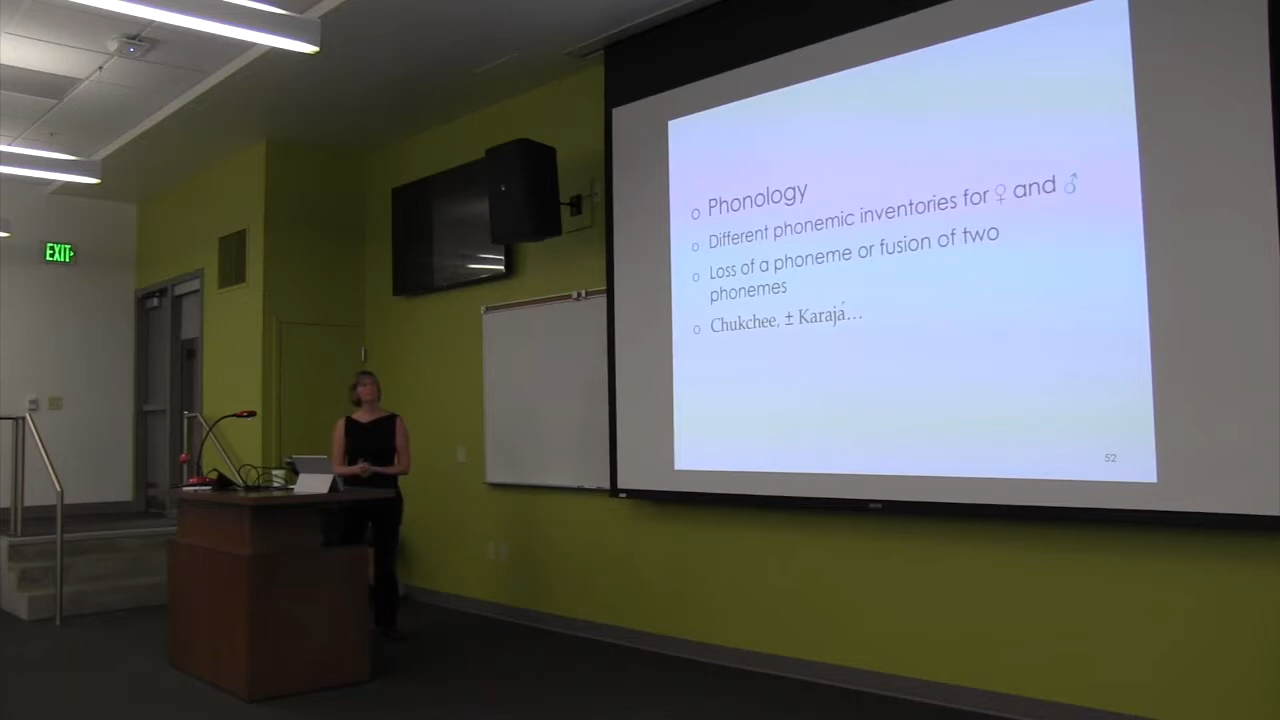 EXIT
Phonology
Different phonemic inventories for ♀ and ♂
Loss of a phoneme or fusion of two
phonemes
Chukchee, ± Karajá…
52